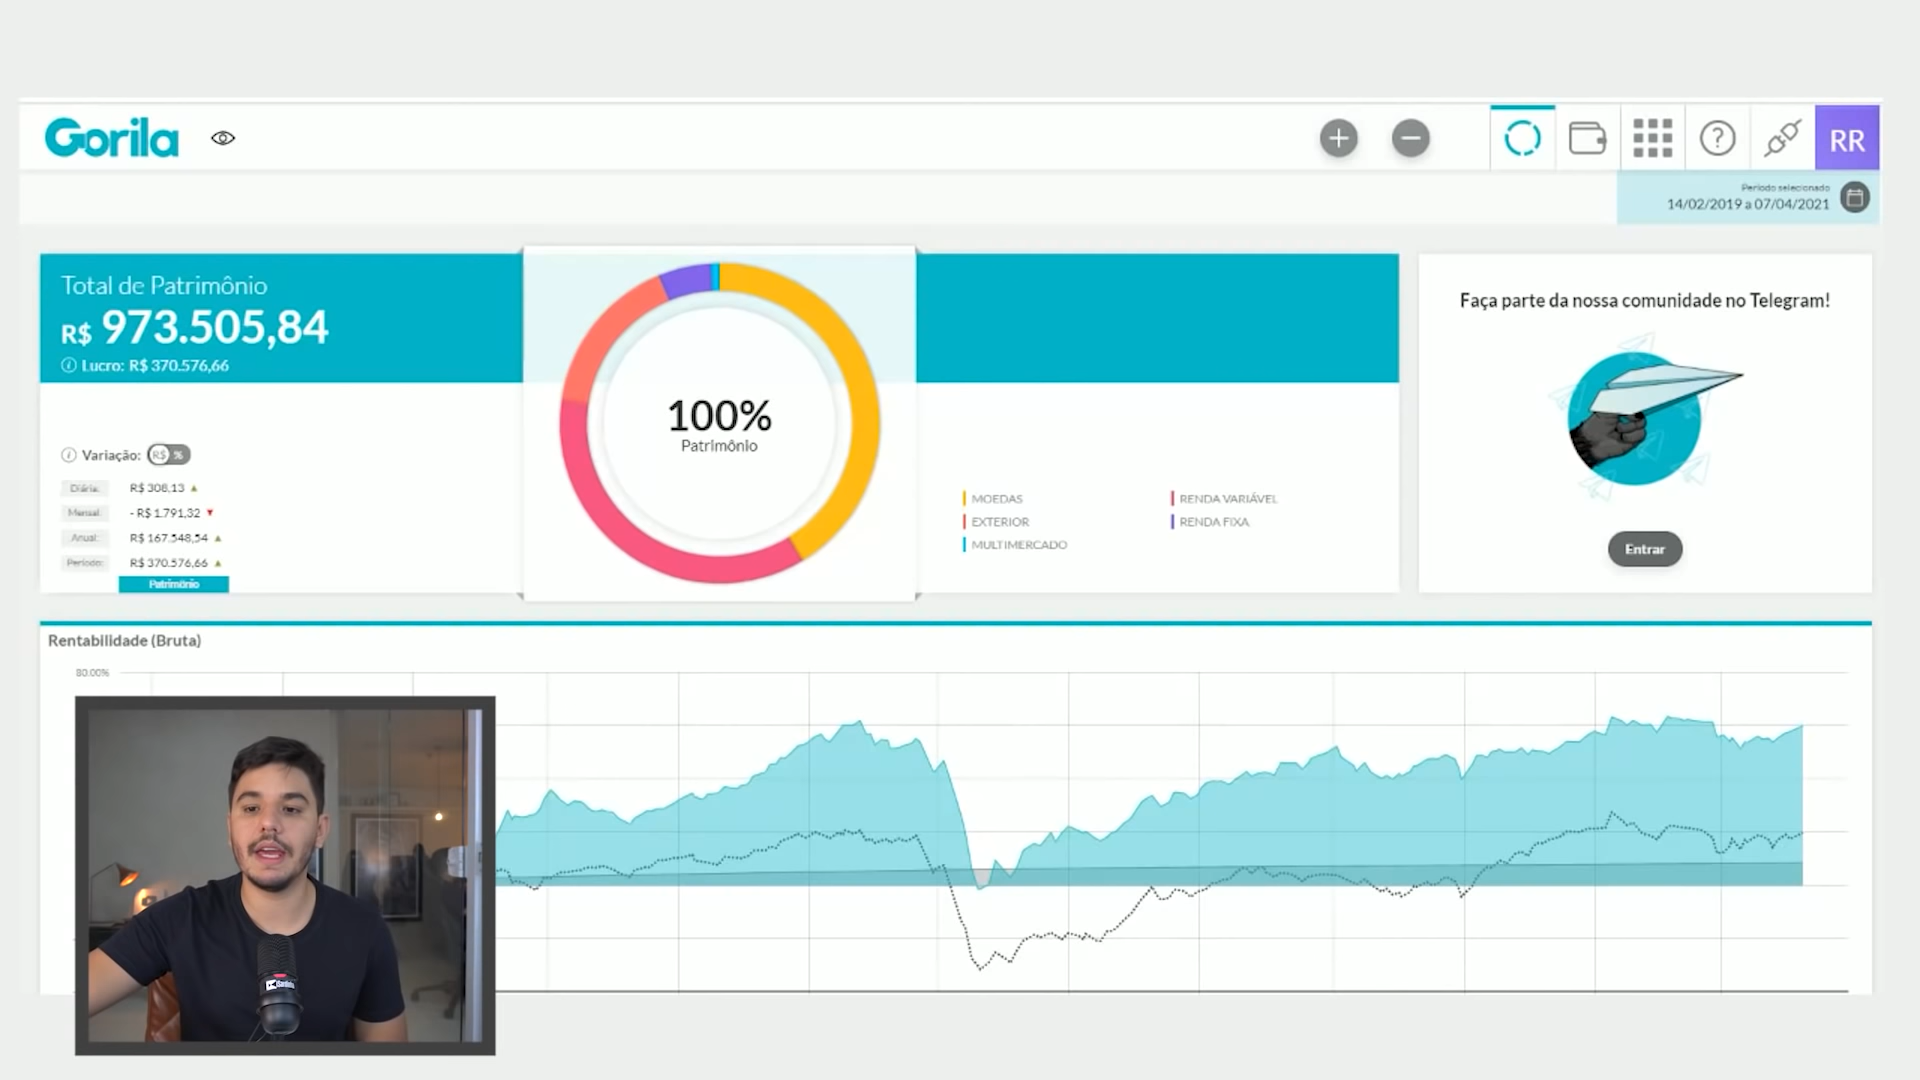 Gorila
RR
Período selecionado
14/02/2019 a 07/04/2021
Total de Patrimônio
R$ 973.505,84
Lucro: R$ 370.576,66
Variação: R$ %
Diária: R$ 308,13
Mensal: - R$ 1.791,32
Anual: R$ 167.548,54
Período: R$ 370.576,66
Patrimônio
100%
Patrimônio
MOEDAS
RENDA VARIÁVEL
EXTERIOR
RENDA FIXA
MULTIMERCADO
Faça parte da nossa comunidade no Telegram!
Entrar
Rentabilidade (Bruta)
80.00%